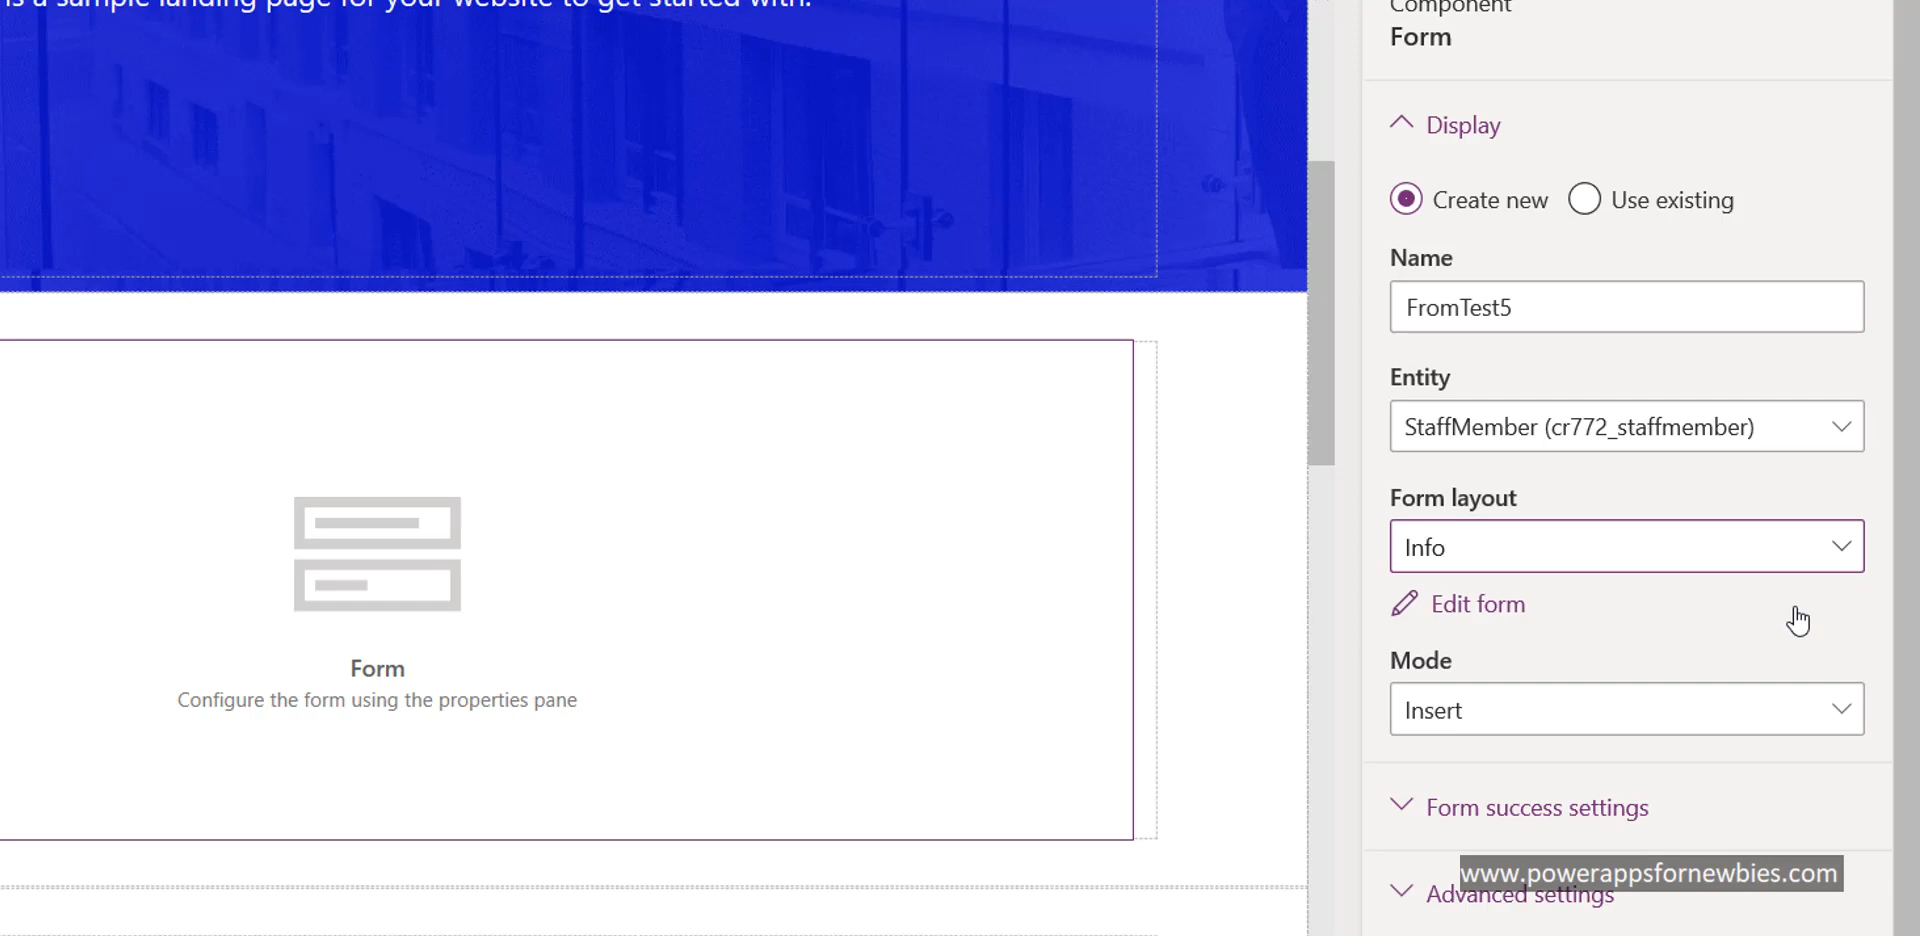 is a sample landing page for your website to get started with.
Component
Form
Display
Create new Use existing
Name
FromTest5
Entity
StaffMember (cr772_staffmember)
Form layout
Info
Edit form
Mode
Insert
Form
Configure the form using the properties pane
Form success settings
www.powerappsfornewbies.com
Advanced settings